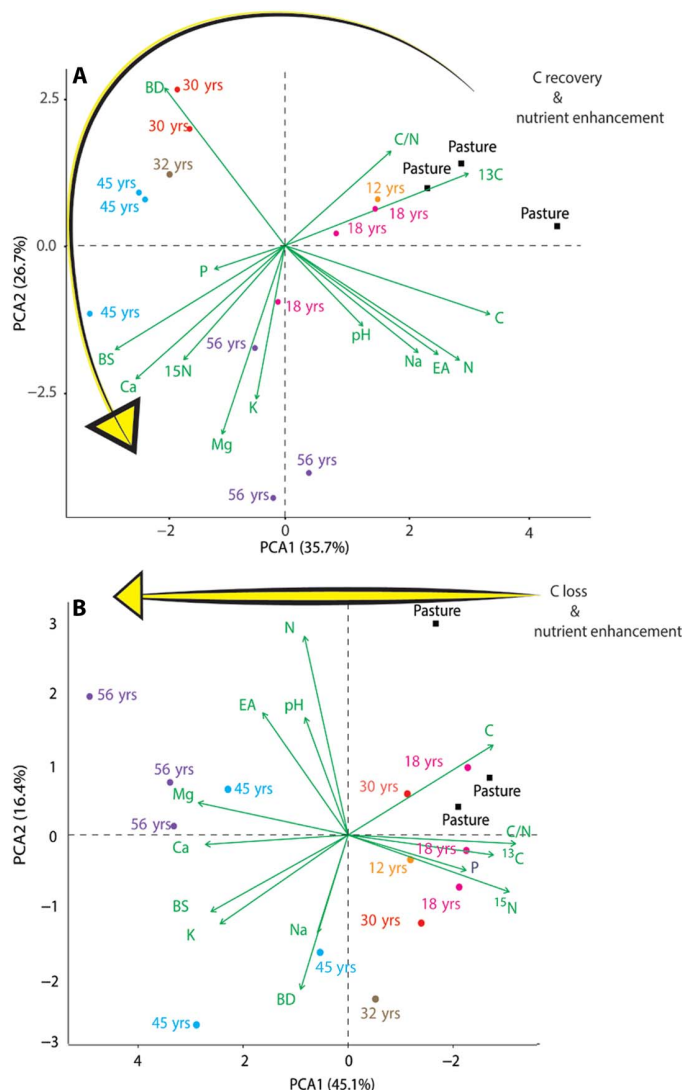 A
C recovery
&
nutrient enhancement
BD
30 yrs
2.5
30 yrs
C/N
Pasture
Pasture
13C
32 yrs
45 yrs
45 yrs
12 yrs
18 yrs
18 yrs
Pasture
0.0
P
PCA2 (26.7%)
45 yrs
18 yrs
C
pH
56 yrs
BS
15N
Na
EA
N
Ca
−2.5
K
Mg
56 yrs
56 yrs
−2
0
2
4
PCA1 (35.7%)
B
C loss
&
nutrient enhancement
Pasture
3
N
2
56 yrs
EA
pH
C
1
18 yrs
56 yrs
45 yrs
30 yrs
Pasture
Mg
Pasture
PCA2 (16.4%)
56 yrs
C/N
0
Ca
18 yrs
13C
12 yrs
P
15N
BS
18 yrs
−1
K
Na
30 yrs
45 yrs
−2
BD
32 yrs
45 yrs
−3
4
2
0
−2
PCA1 (45.1%)